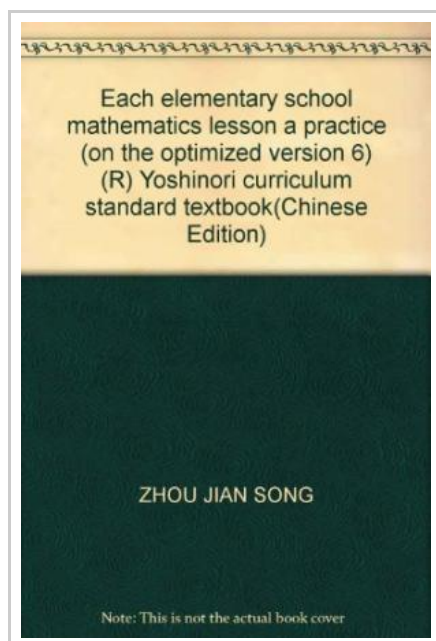 Each elementary school
mathematics lesson a practice
(on the optimized version 6)
(R) Yoshinori curriculum
standard textbook(Chinese
Edition)
ZHOU JIAN SONG
Note: This is not the actual book cover